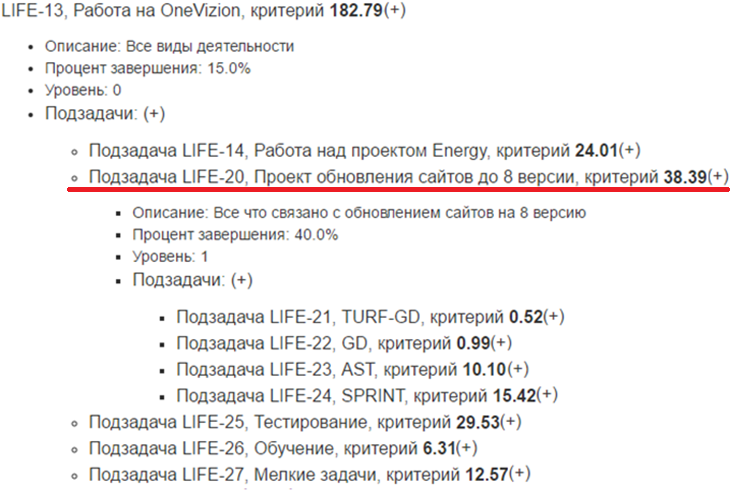 LIFE-13, Работа на OneVizion, критерий 182.79(+)
Описание: Все виды деятельности
Процент завершения: 15.0%
Уровень: 0
Подзадачи: (+)
Подзадача LIFE-14, Работа над проектом Energy, критерий 24.01(+)
Подзадача LIFE-20, Проект обновления сайтов до 8 версии, критерий 38.39(+)
Описание: Все что связано с обновлением сайтов на 8 версию
Процент завершения: 40.0%
Уровень: 1
Подзадачи: (+)
Подзадача LIFE-21, TURF-GD, критерий 0.52(+)
Подзадача LIFE-22, GD, критерий 0.99(+)
Подзадача LIFE-23, AST, критерий 10.10(+)
Подзадача LIFE-24, SPRINT, критерий 15.42(+)
Подзадача LIFE-25, Тестирование, критерий 29.53(+)
Подзадача LIFE-26, Обучение, критерий 6.31(+)
Подзадача LIFE-27, Мелкие задачи, критерий 12.57(+)